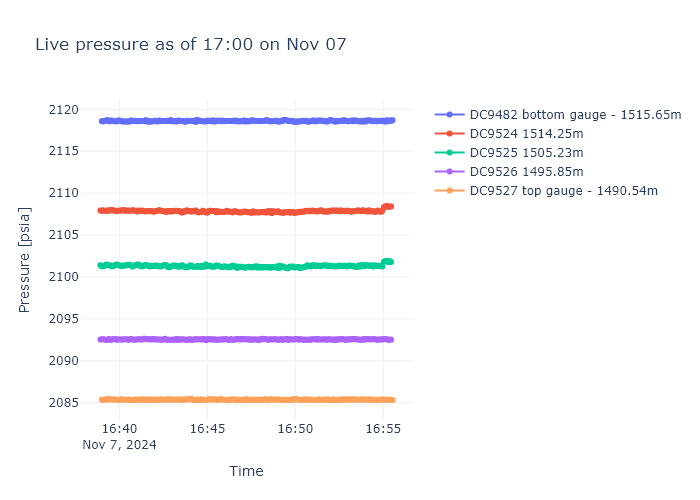 Live pressure as of 17:00 on Nov 07
2120
2115
2110
2105
2100
2095
2090
2085
Pressure [psia]
16:40
16:45
16:50
16:55
Nov 7, 2024
Time
DC9482 bottom gauge - 1515.65m
DC9524 1514.25m
DC9525 1505.23m
DC9526 1495.85m
DC9527 top gauge - 1490.54m